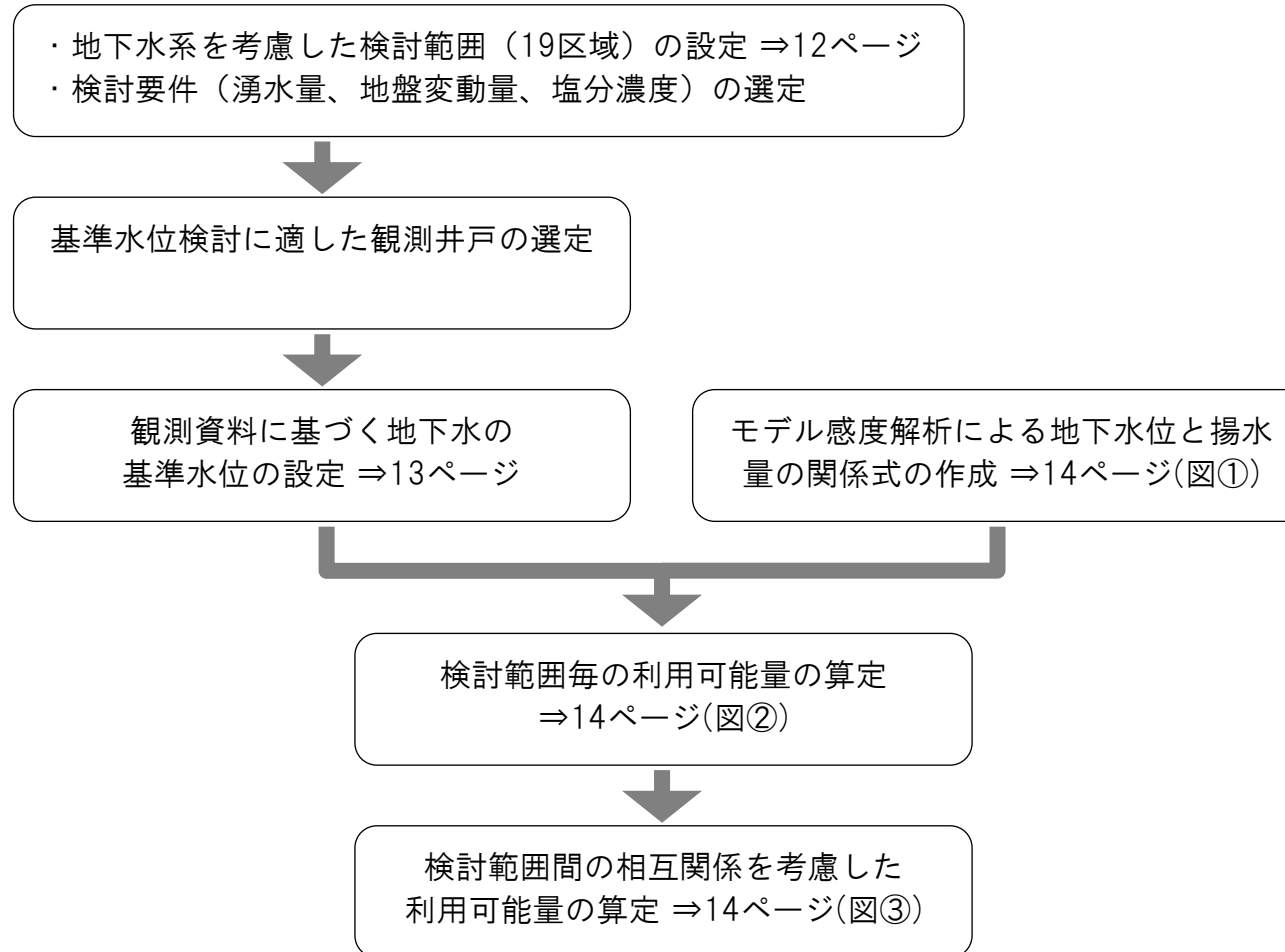 ・地下水系を考慮した検討範囲（19区域）の設定 ⇒12ページ
・検討要件（湧水量、地盤変動量、塩分濃度）の選定
基準水位検討に適した観測井戸の選定
観測資料に基づく地下水の
基準水位の設定 ⇒13ページ
モデル感度解析による地下水位と揚水
量の関係式の作成 ⇒14ページ(図①)
検討範囲毎の利用可能量の算定
⇒14ページ(図②)
検討範囲間の相互関係を考慮した
利用可能量の算定 ⇒14ページ(図③)